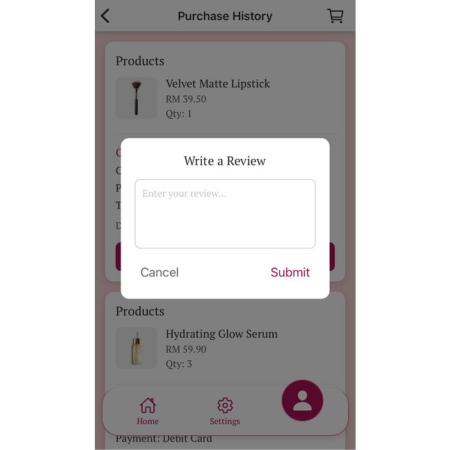 Purchase History
Products
Velvet Matte Lipstick
RM 39.50
Qty: 1
Write a Review
Enter your review...
Cancel
Submit
Products
Hydrating Glow Serum
RM 59.90
Qty: 3
Home
Settings
Payment: Debit Card